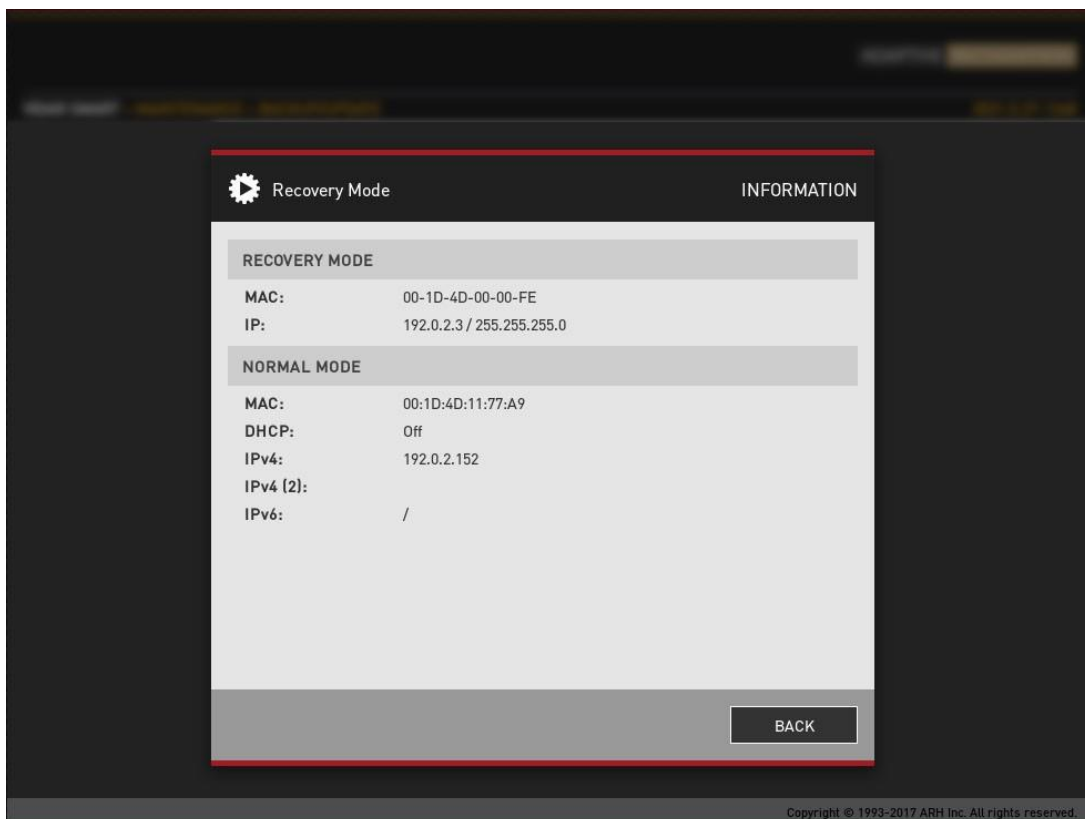 Recovery Mode INFORMATION
RECOVERY MODE
MAC: 00-1D-4D-00-00-FE
IP: 192.0.2.3 / 255.255.255.0
NORMAL MODE
MAC: 00:1D:4D:11:77:A9
DHCP: Off
IPv4: 192.0.2.152
IPv4 (2):
IPv6: /
BACK
Copyright © 1993-2017 ARH Inc. All rights reserved.